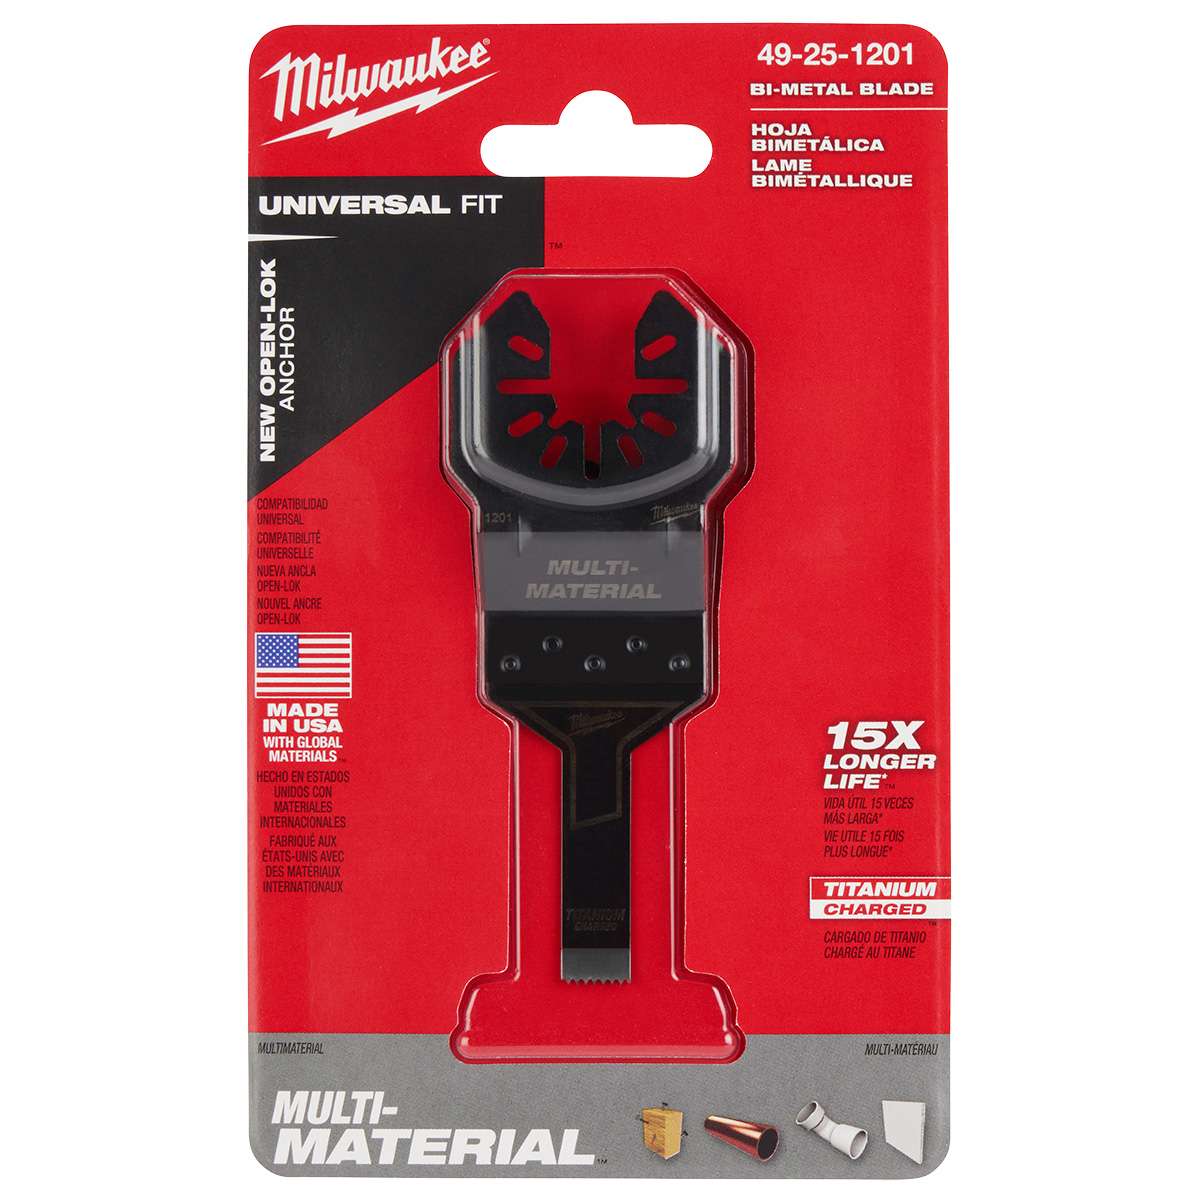 Milwaukee®
49-25-1201
BI-METAL BLADE
HOJA
BIMETÁLICA
LAME
BIMÉTALLIQUE
UNIVERSAL FIT
™
NEW OPEN-LOK
ANCHOR
COMPATIBILIDAD
UNIVERSAL
COMPATIBILITÉ
UNIVERSELLE
NUEVA ANCLA
OPEN-LOK
NOUVEL ANCRE
OPEN-LOK
MADE
IN USA
WITH GLOBAL
MATERIALS™
HECHO EN ESTADOS
UNIDOS CON
MATERIALES
INTERNACIONALES
FABRIQUÉ AUX
ÉTATS-UNIS AVEC
DES MATÉRIAUX
INTERNATIONAUX
1201
Milwaukee
MULTI-
MATERIAL
Milwaukee
TITANIUM
CHARGED
15X
LONGER
LIFE*™
VIDA ÚTIL 15 VECES
MÁS LARGA*
VIE UTILE 15 FOIS
PLUS LONGUE*
TITANIUM
CHARGED™
CARGADO DE TITANIO
CHARGÉ AU TITANE
MULTIMATERIAL
MULTI-MATÉRIAU
MULTI-
MATERIAL™